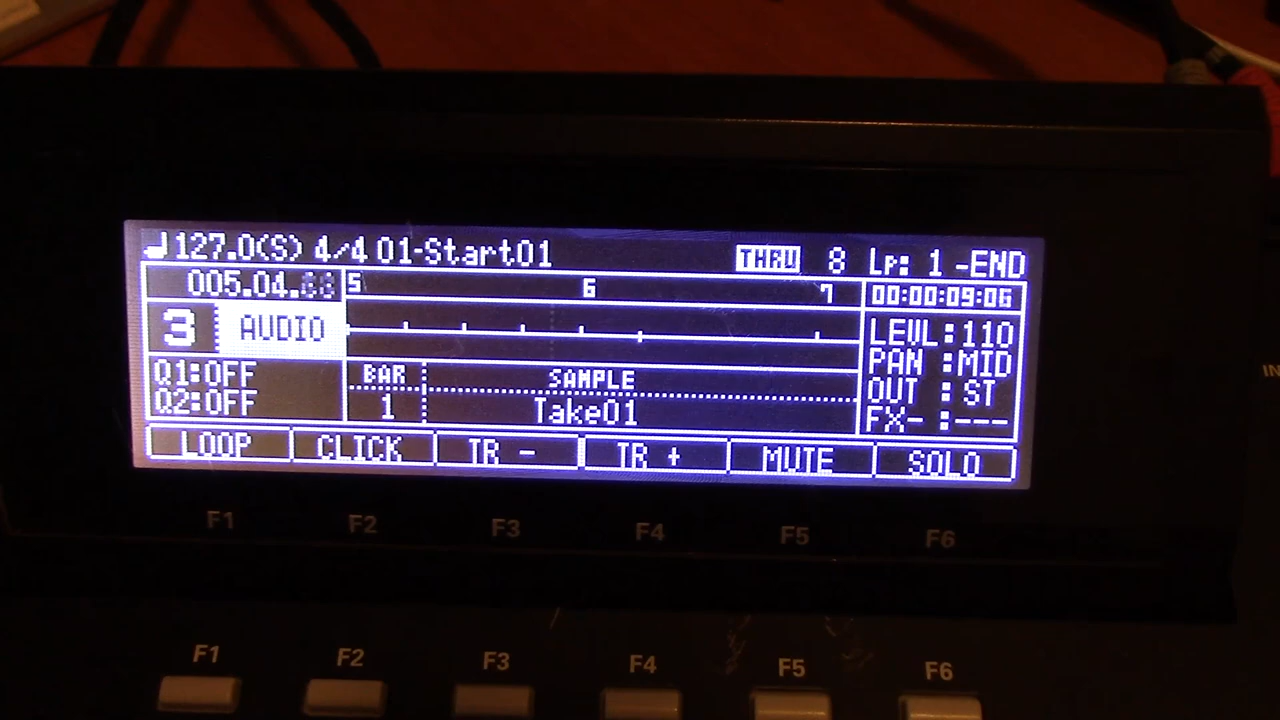 127.0(S) 4/4 01-Start01 THRU 8 Lp: 1 -END
005.04. 5 6 7 00:00:09:06
3 AUDIO
LEVL:110
PAN :MID
OUT : ST
FX- :---
Q1:OFF
Q2:OFF
BAR SAMPLE
1 Take01
LOOP CLICK TR - TR + MUTE SOLO
F1 F2 F3 F4 F5 F6
F1 F2 F3 F4 F5 F6
IN